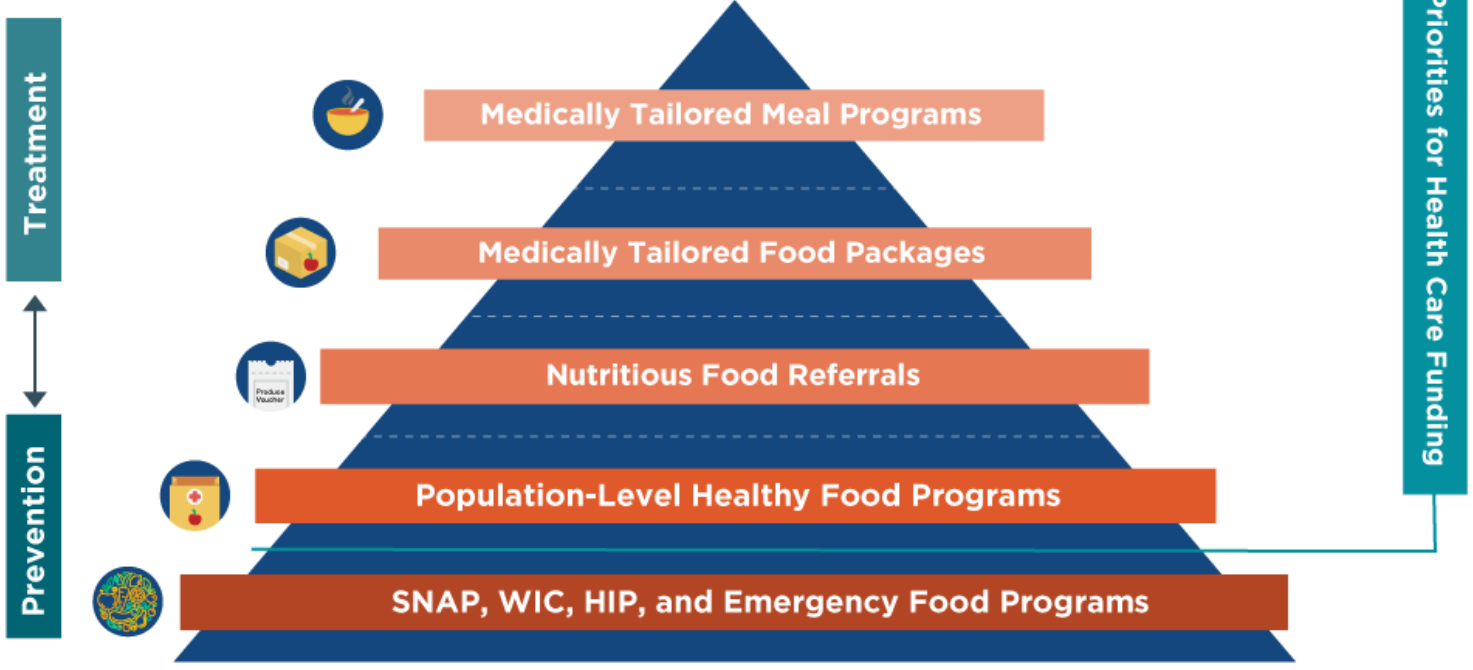 Treatment
Prevention
Medically Tailored Meal Programs
Medically Tailored Food Packages
Nutritious Food Referrals
Produce
Voucher
Population-Level Healthy Food Programs
SNAP, WIC, HIP, and Emergency Food Programs
Priorities for Health Care Funding